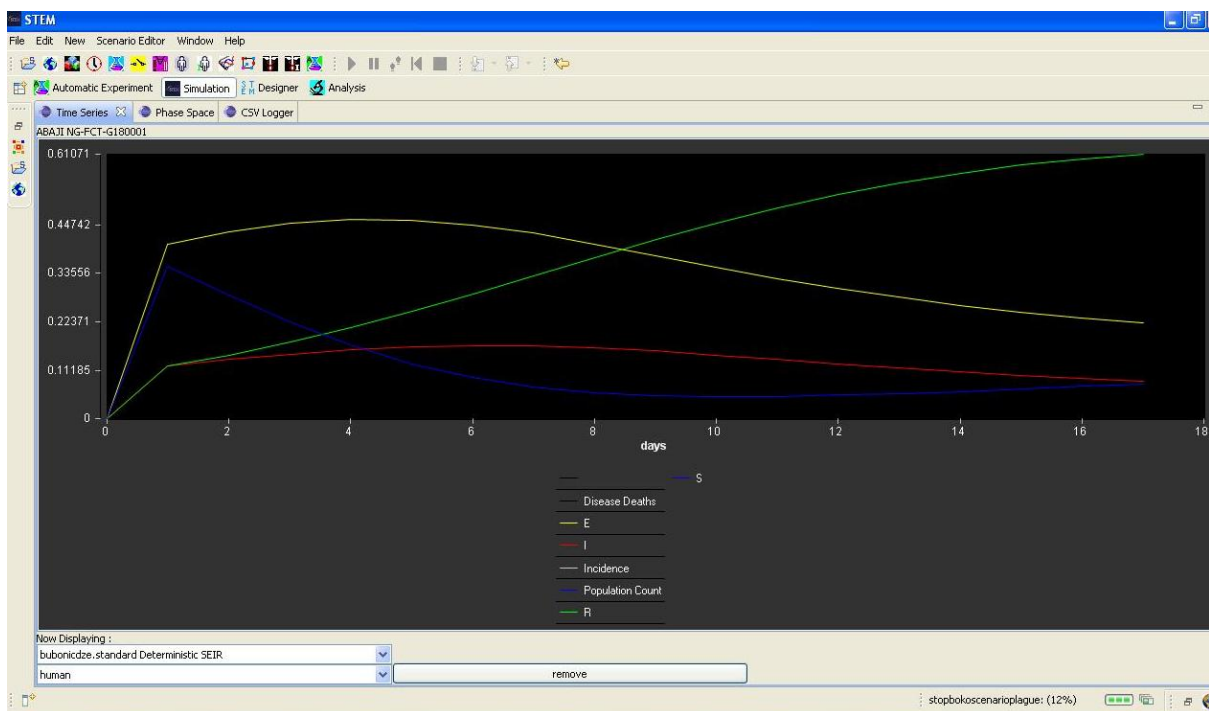 STEM
File Edit New Scenario Editor Window Help
Automatic Experiment Simulation Designer Analysis
Time Series Phase Space CSV Logger
ABAJI NG-FCT-G180001
0.61071
0.44742
0.33556
0.22371
0.11185
0
0 2 4 6 8 10 12 14 16 18
days
S
Disease Deaths
E
I
Incidence
Population Count
R
Now Displaying :
bubonicdze.standard Deterministic SEIR
human
remove
stopbokoscenarioplague: (12%)